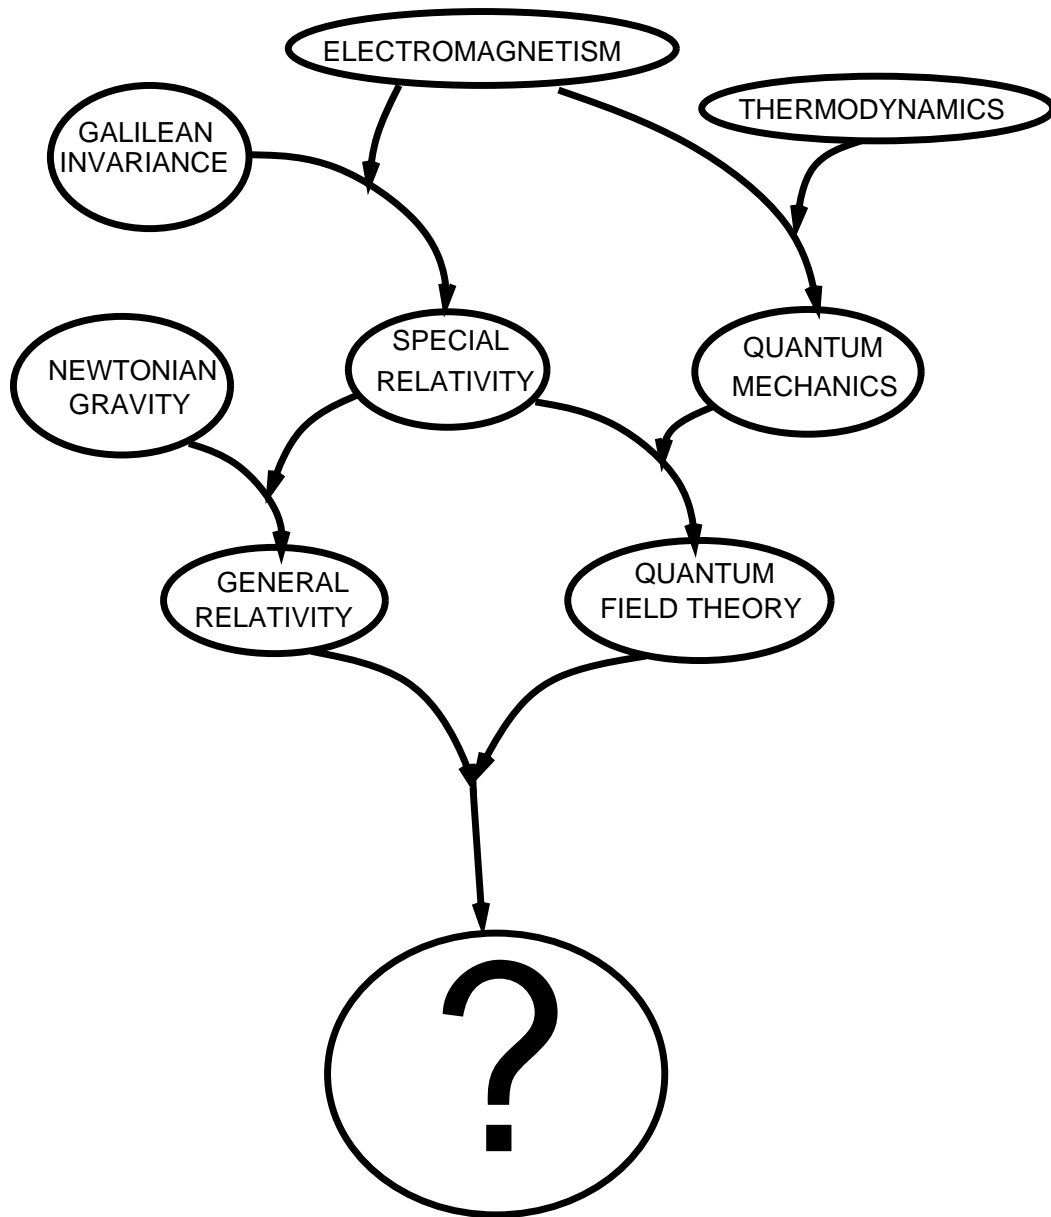 ELECTROMAGNETISM
THERMODYNAMICS
GALILEAN
INVARIANCE
SPECIAL
RELATIVITY
QUANTUM
MECHANICS
NEWTONIAN
GRAVITY
GENERAL
RELATIVITY
QUANTUM
FIELD THEORY
?